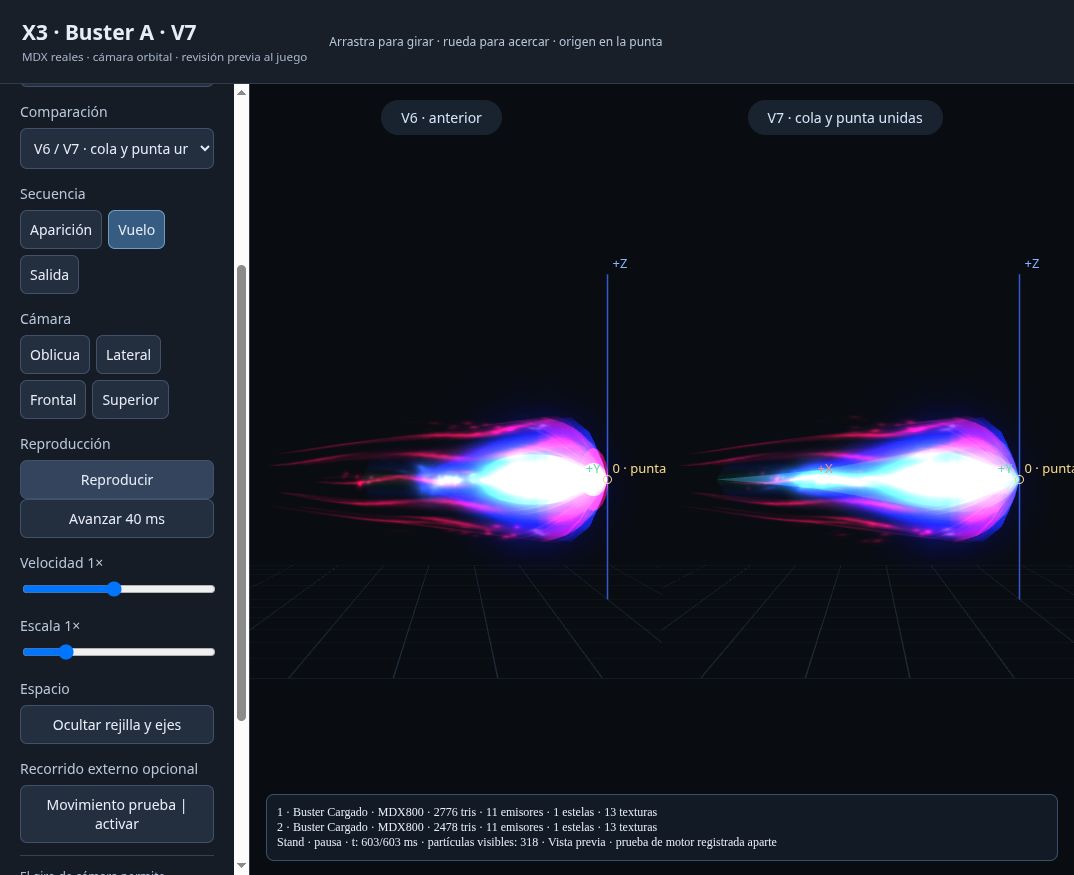 X3 · Buster A · V7
MDX reales · cámara orbital · revisión previa al juego
Arrastra para girar · rueda para acercar · origen en la punta
Comparación
V6 / V7 · cola y punta ur
Secuencia
Aparición
Vuelo
Salida
Cámara
Oblicua
Lateral
Frontal
Superior
Reproducción
Reproducir
Avanzar 40 ms
Velocidad 1×
Escala 1×
Espacio
Ocultar rejilla y ejes
Recorrido externo opcional
Movimiento prueba |
activar
V6 · anterior
+Z
+Y
0 · punta
V7 · cola y punta unidas
+Z
+X
+Y
0 · punta
1 · Buster Cargado · MDX800 · 2776 tris · 11 emisores · 1 estelas · 13 texturas
2 · Buster Cargado · MDX800 · 2478 tris · 11 emisores · 1 estelas · 13 texturas
Stand · pausa · t: 603/603 ms · partículas visibles: 318 · Vista previa · prueba de motor registrada aparte